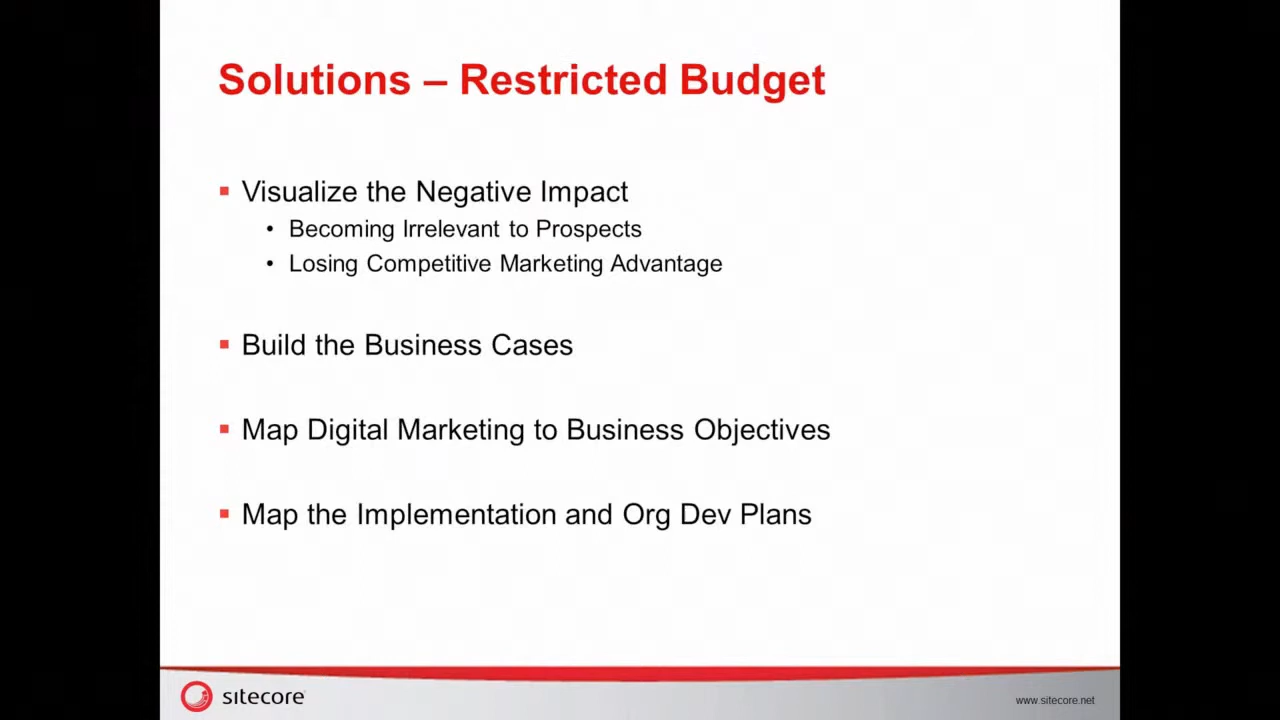 Solutions – Restricted Budget
▪ Visualize the Negative Impact
• Becoming Irrelevant to Prospects
• Losing Competitive Marketing Advantage
▪ Build the Business Cases
▪ Map Digital Marketing to Business Objectives
▪ Map the Implementation and Org Dev Plans
sitecore
www.sitecore.net